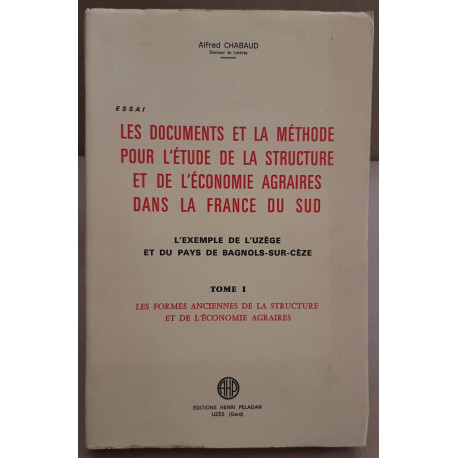 Alfred CHABAUD
Docteur ès Lettres
ESSAI
LES DOCUMENTS ET LA MÉTHODE
POUR L'ÉTUDE DE LA STRUCTURE
ET DE L'ÉCONOMIE AGRAIRES
DANS LA FRANCE DU SUD
L'EXEMPLE DE L'UZÈGE
ET DU PAYS DE BAGNOLS-SUR-CÈZE
TOME I
LES FORMES ANCIENNES DE LA STRUCTURE
ET DE L'ÉCONOMIE AGRAIRES
AHP
ÉDITIONS HENRI PELADAN
UZÈS (Gard)